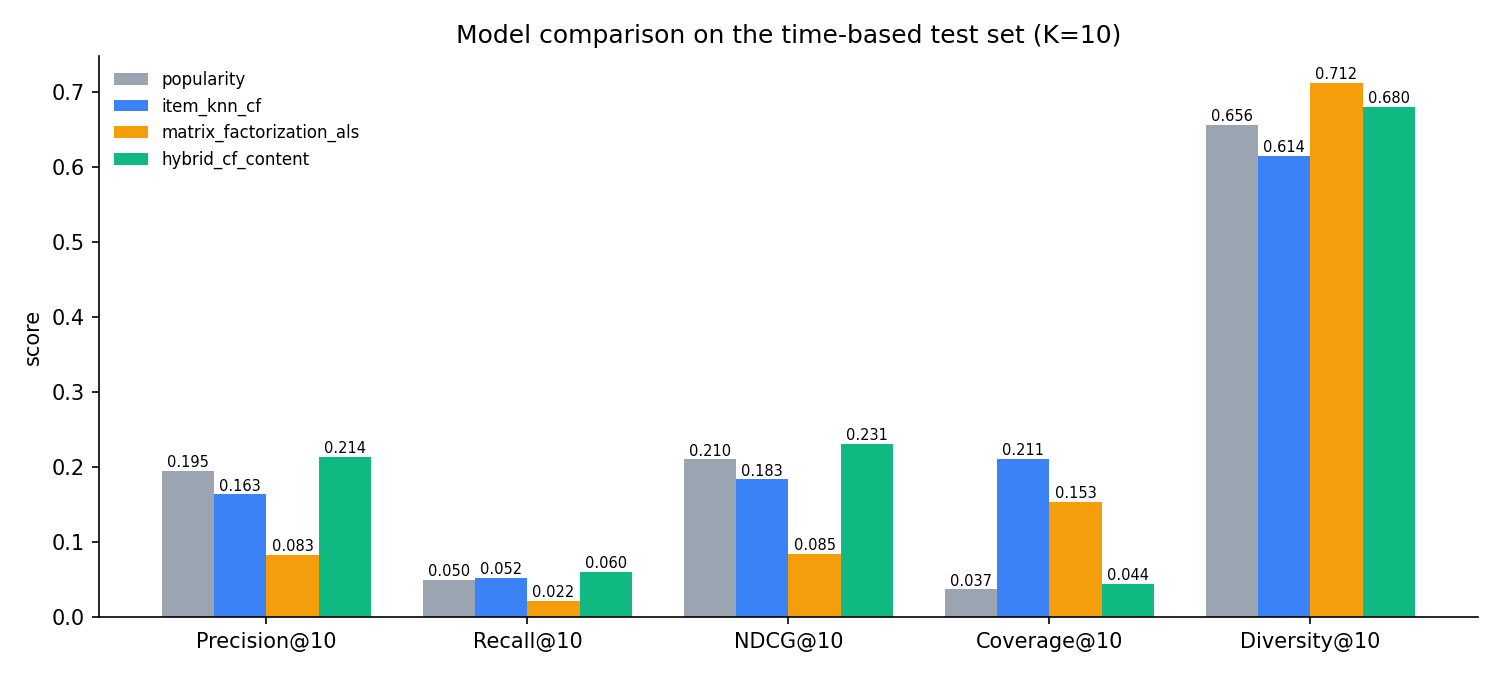 Model comparison on the time-based test set (K=10)
popularity
item_knn_cf
matrix_factorization_als
hybrid_cf_content
score
0.7
0.6
0.5
0.4
0.3
0.2
0.1
0.0
0.195
0.163
0.083
0.214
0.050
0.052
0.022
0.060
0.210
0.183
0.085
0.231
0.037
0.211
0.153
0.044
0.656
0.614
0.712
0.680
Precision@10
Recall@10
NDCG@10
Coverage@10
Diversity@10